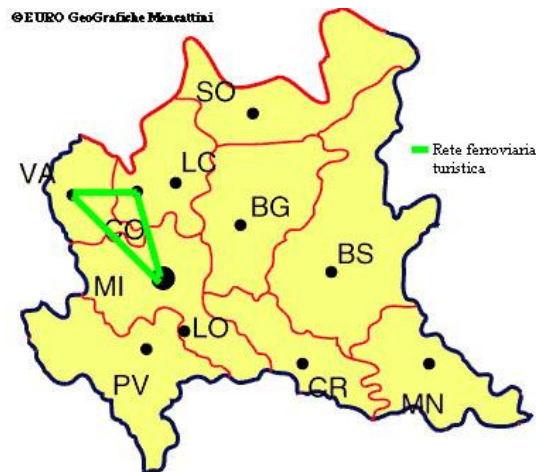 ©EURO GeoGrafiche Mencattini
SO
Rete ferroviaria
turistica
VA
LC
CO
BG
BS
MI
LO
PV
CR
MN